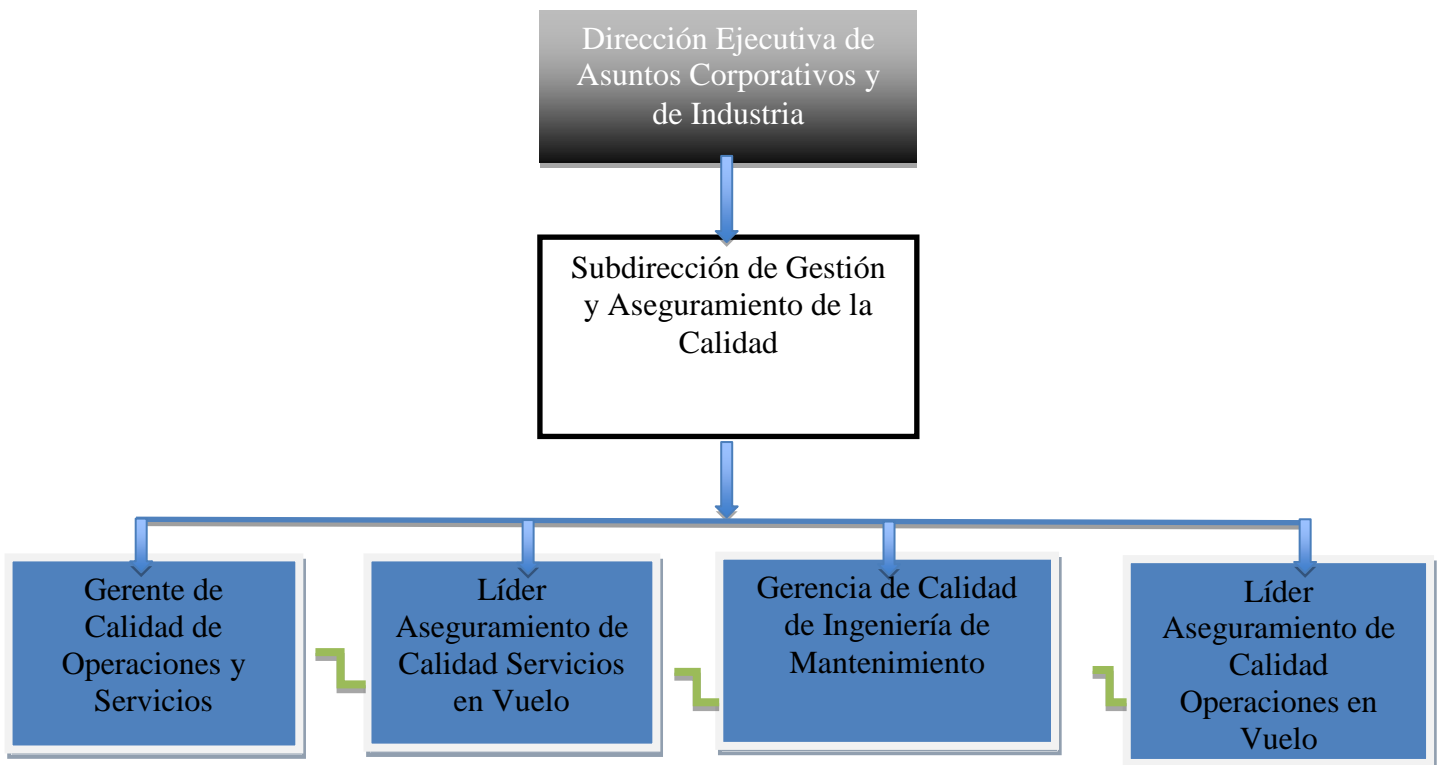 Dirección Ejecutiva de
Asuntos Corporativos y
de Industria
Subdirección de Gestión
y Aseguramiento de la
Calidad
Gerente de
Calidad de
Operaciones y
Servicios
Líder
Aseguramiento de
Calidad Servicios
en Vuelo
Gerencia de Calidad
de Ingeniería de
Mantenimiento
Líder
Aseguramiento de
Calidad
Operaciones en
Vuelo